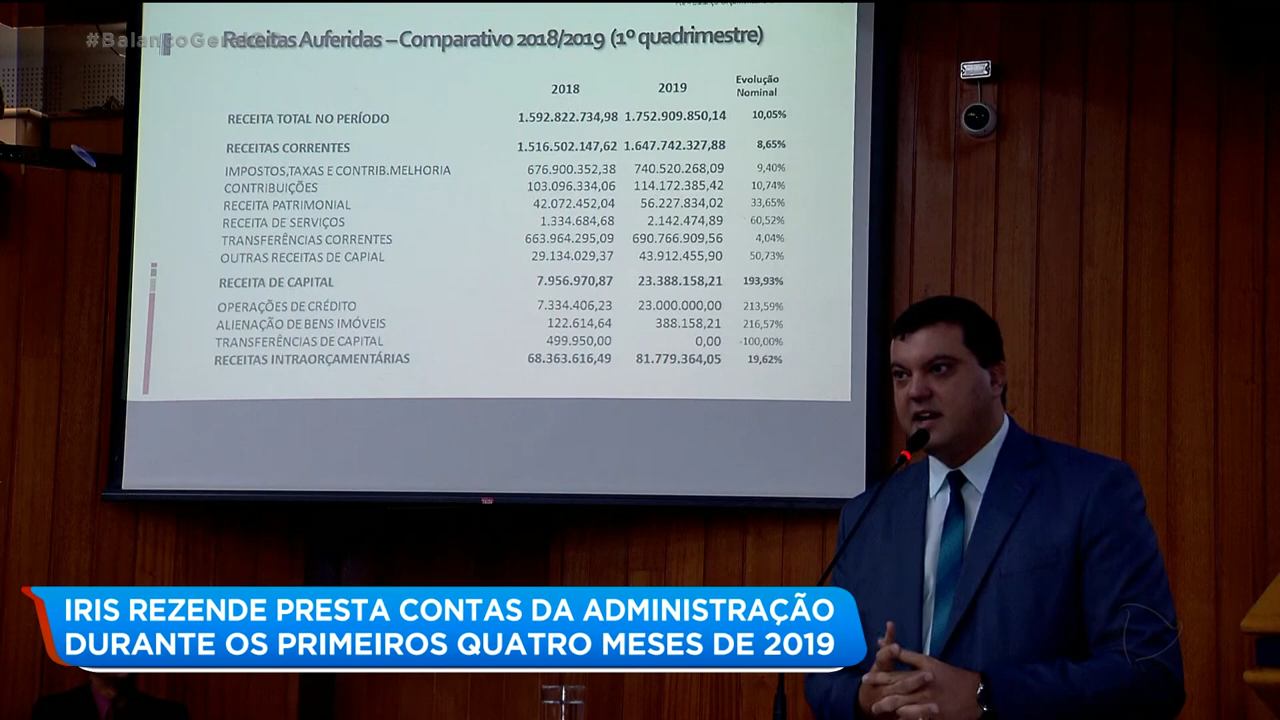 #BalançoGeral
Receitas Auferidas – Comparativo 2018/2019 (1º quadrimestre)
2018 2019 Evolução Nominal
RECEITA TOTAL NO PERÍODO 1.592.822.734,98 1.752.909.850,14 10,05%
RECEITAS CORRENTES 1.516.502.147,62 1.647.742.327,88 8,65%
IMPOSTOS,TAXAS E CONTRIB.MELHORIA 676.900.352,38 740.520.268,09 9,40%
CONTRIBUIÇÕES 103.096.334,06 114.172.385,42 10,74%
RECEITA PATRIMONIAL 42.072.452,04 56.227.834,02 33,65%
RECEITA DE SERVIÇOS 1.334.684,68 2.142.474,89 60,52%
TRANSFERÊNCIAS CORRENTES 663.964.295,09 690.766.909,56 4,04%
OUTRAS RECEITAS DE CAPIAL 29.134.029,37 43.912.455,90 50,73%
RECEITA DE CAPITAL 7.956.970,87 23.388.158,21 193,93%
OPERAÇÕES DE CRÉDITO 7.334.406,23 23.000.000,00 213,59%
ALIENAÇÃO DE BENS IMÓVEIS 122.614,64 388.158,21 216,57%
TRANSFERÊNCIAS DE CAPITAL 499.950,00 0,00 -100,00%
RECEITAS INTRAORÇAMENTÁRIAS 68.363.616,49 81.779.364,05 19,62%
IRIS REZENDE PRESTA CONTAS DA ADMINISTRAÇÃO
DURANTE OS PRIMEIROS QUATRO MESES DE 2019